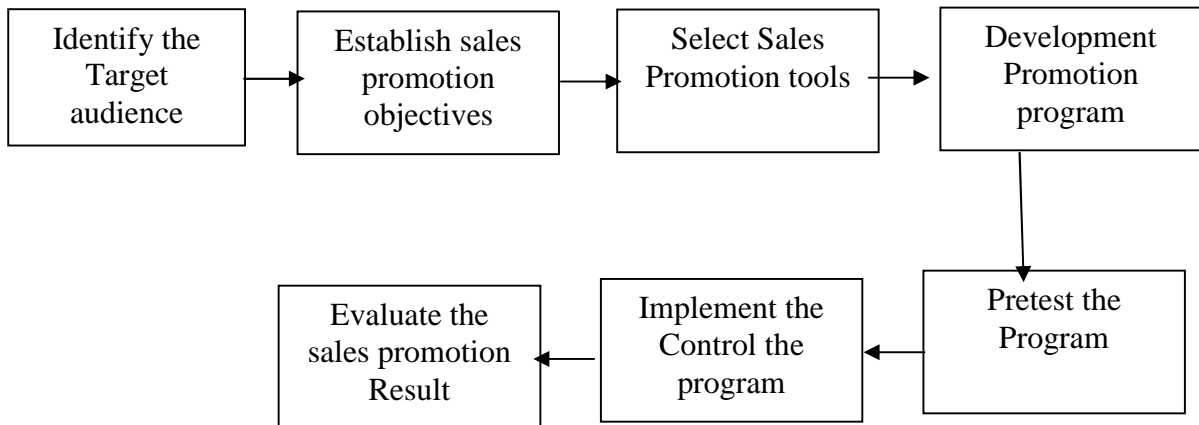 Identify the
Target
audience
Establish sales
promotion
objectives
Select Sales
Promotion tools
Development
Promotion
program
Pretest the
Program
Implement the
Control the
program
Evaluate the
sales promotion
Result